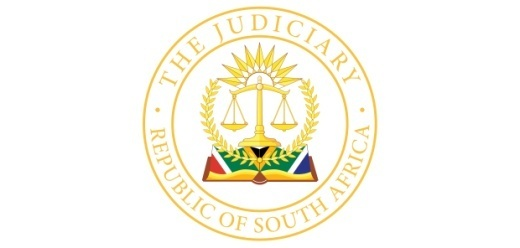 · THE JUDICIARY ·
REPUBLIC OF SOUTH AFRICA